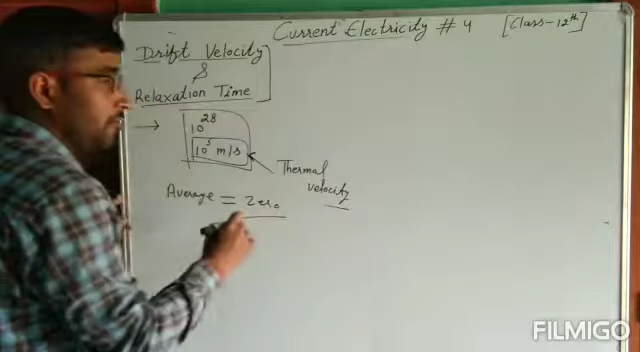 Current Electricity # 4 [Class-12th]
Drift Velocity
&
Relaxation Time
→ 10^28
10^5 m/s
Thermal
velocity
Average = Zero
FILMIGO